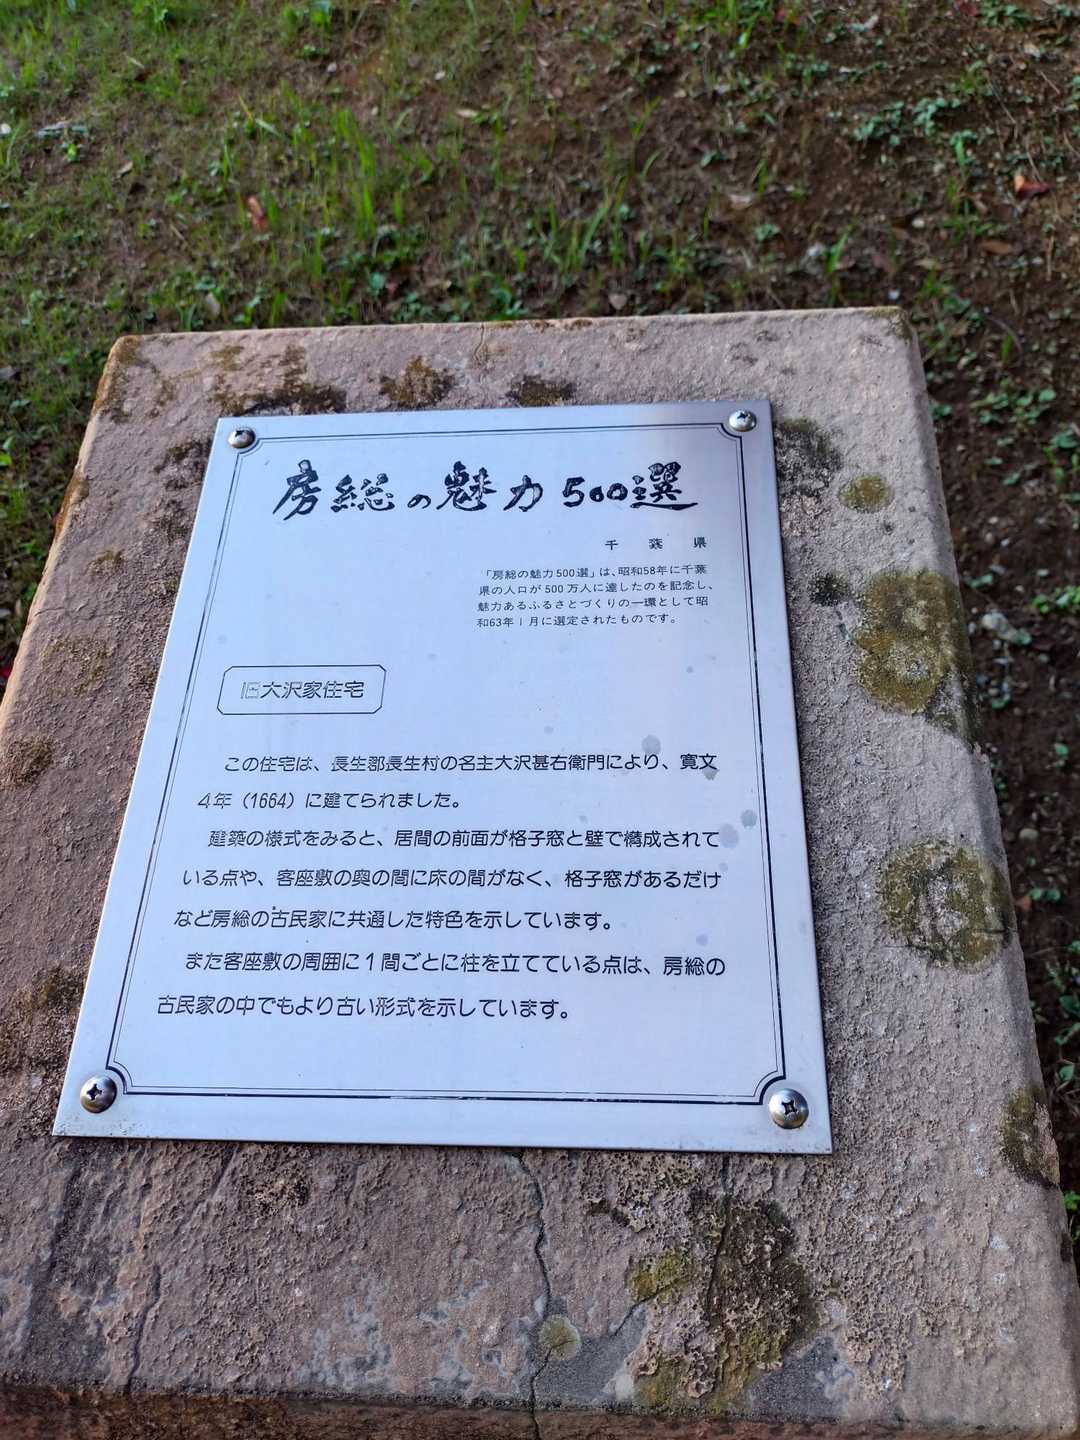 房総の魅力500選
千葉県
「房総の魅力500選」は、昭和58年に千葉
県の人口が500万人に達したのを記念し、
魅力あるふるさとづくりの一環として昭
和63年1月に選定されたものです。
旧大沢家住宅
この住宅は、長生郡長生村の名主大沢甚右衛門により、寛文
4年（1664）に建てられました。
建築の様式をみると、居間の前面が格子窓と壁で構成されて
いる点や、客座敷の奥の間に床の間がなく、格子窓があるだけ
など房総の古民家に共通した特色を示しています。
また客座敷の周囲に1間ごとに柱を立てている点は、房総の
古民家の中でもより古い形式を示しています。